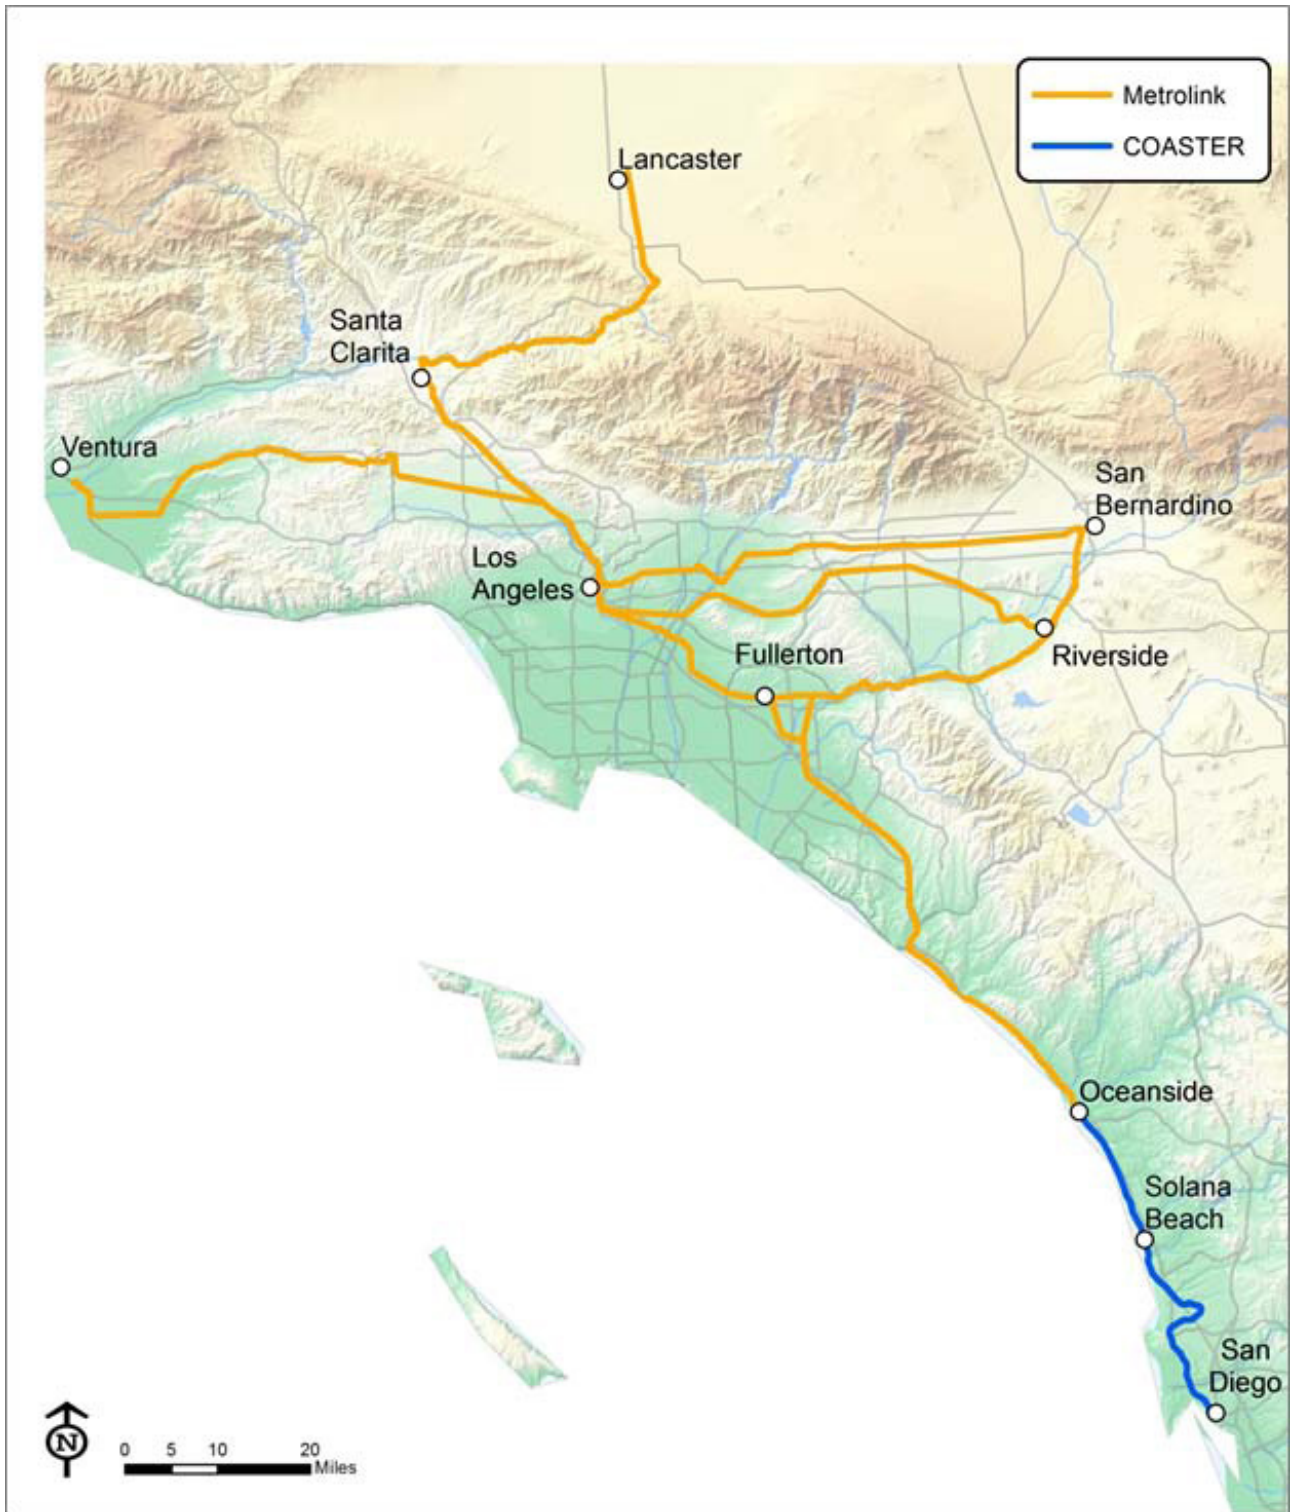 Metrolink
COASTER
Lancaster
Santa
Clarita
Ventura
San
Bernardino
Los
Angeles
Fullerton
Riverside
Oceanside
Solana
Beach
San
Diego
N
0 5 10 20
Miles